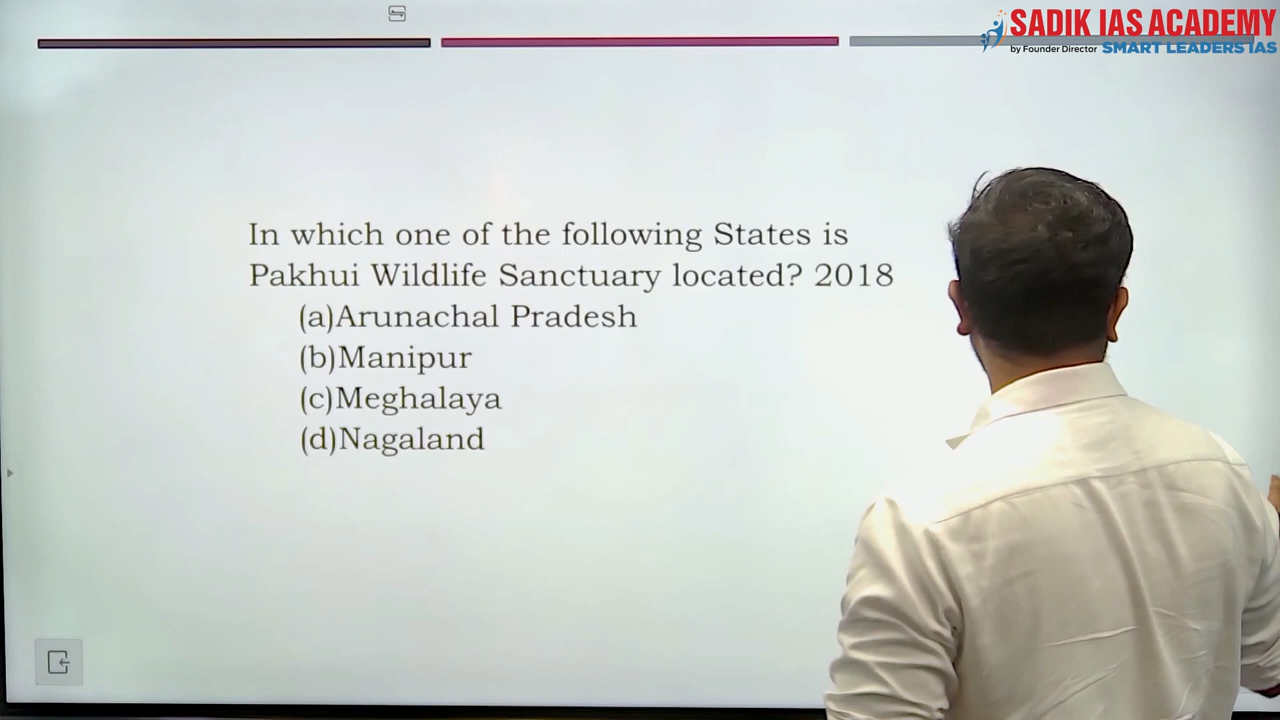 SADIK IAS ACADEMY
by Founder Director SMART LEADERS IAS
In which one of the following States is
Pakhui Wildlife Sanctuary located? 2018
(a)Arunachal Pradesh
(b)Manipur
(c)Meghalaya
(d)Nagaland